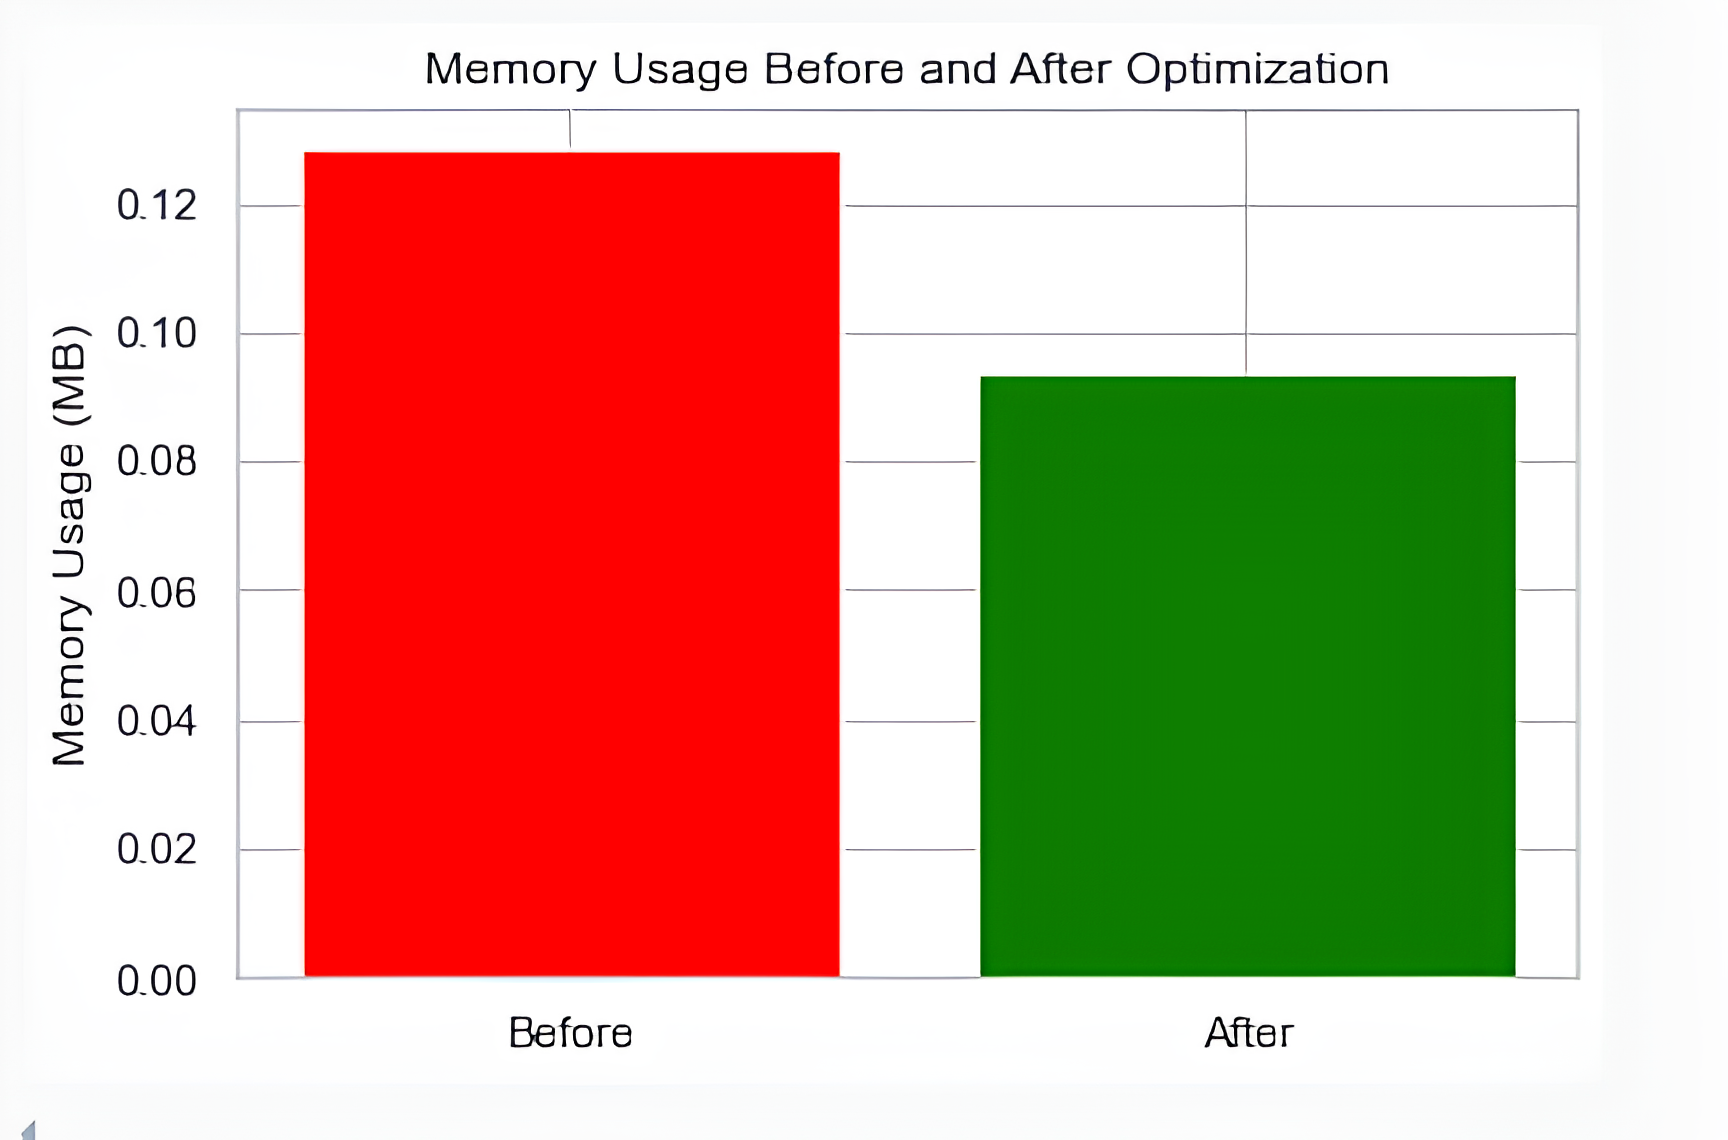 Memory Usage Before and After Optimization
Memory Usage (MB)
0.12
0.10
0.08
0.06
0.04
0.02
0.00
Before
After